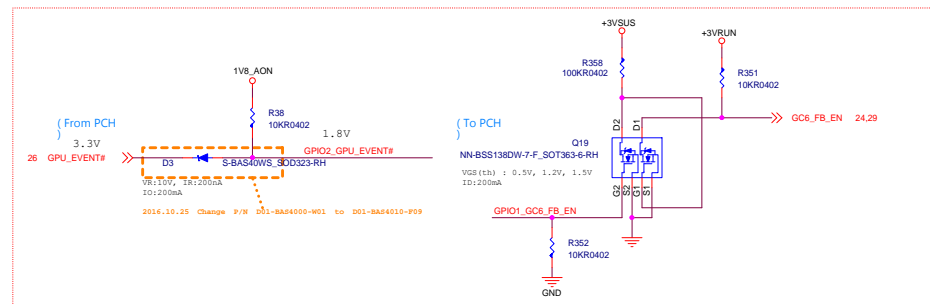 +3VSUS
+3VRUN
R358
100KR0402
1V8_AON
R351
10KR0402
R38
10KR0402
( From PCH
)
3.3V
1.8V
( To PCH
)
D2
D1
GC6_FB_EN 24,29
Q19
NN-BSS138DW-7-F_SOT363-6-RH
26 GPU_EVENT#
GPIO2_GPU_EVENT#
D3
S-BAS40WS_SOD323-RH
VGS(th) : 0.5V, 1.2V, 1.5V
ID:200mA
VR:10V, IR:200nA
IO:200mA
G2
S2
G1
S1
2016.10.25 Change P/N D01-BAS4000-W01 to D01-BAS4010-F09
GPIO1_GC6_FB_EN
R352
10KR0402
GND